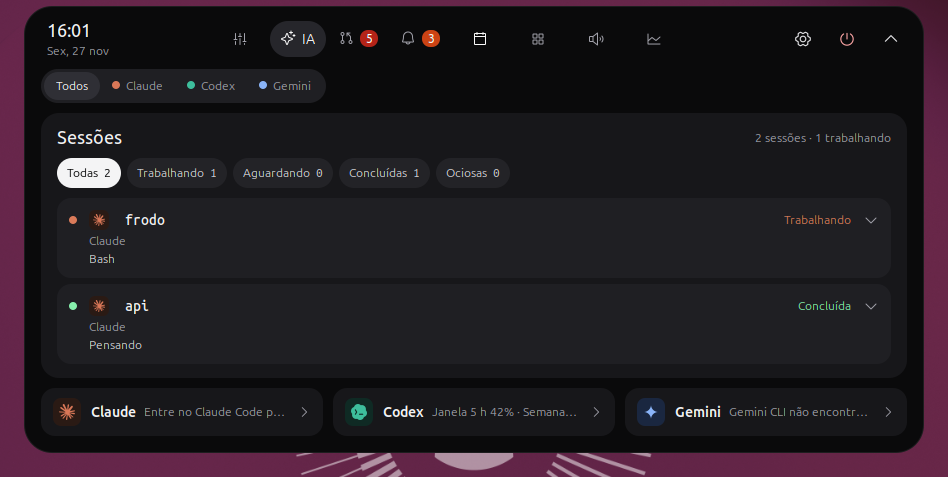 16:01
Sex, 27 nov
IA
5
3
Todos
Claude
Codex
Gemini
Sessões
2 sessões · 1 trabalhando
Todas 2
Trabalhando 1
Aguardando 0
Concluídas 1
Ociosas 0
frodo
Trabalhando
Claude
Bash
api
Concluída
Claude
Pensando
Claude Entre no Claude Code p…
Codex Janela 5 h 42% · Semana…
Gemini Gemini CLI não encontr…